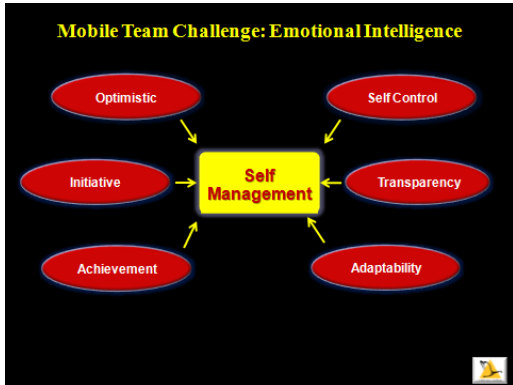 Mobile Team Challenge: Emotional Intelligence
Optimistic
Self Control
Initiative
Self
Management
Transparency
Achievement
Adaptability